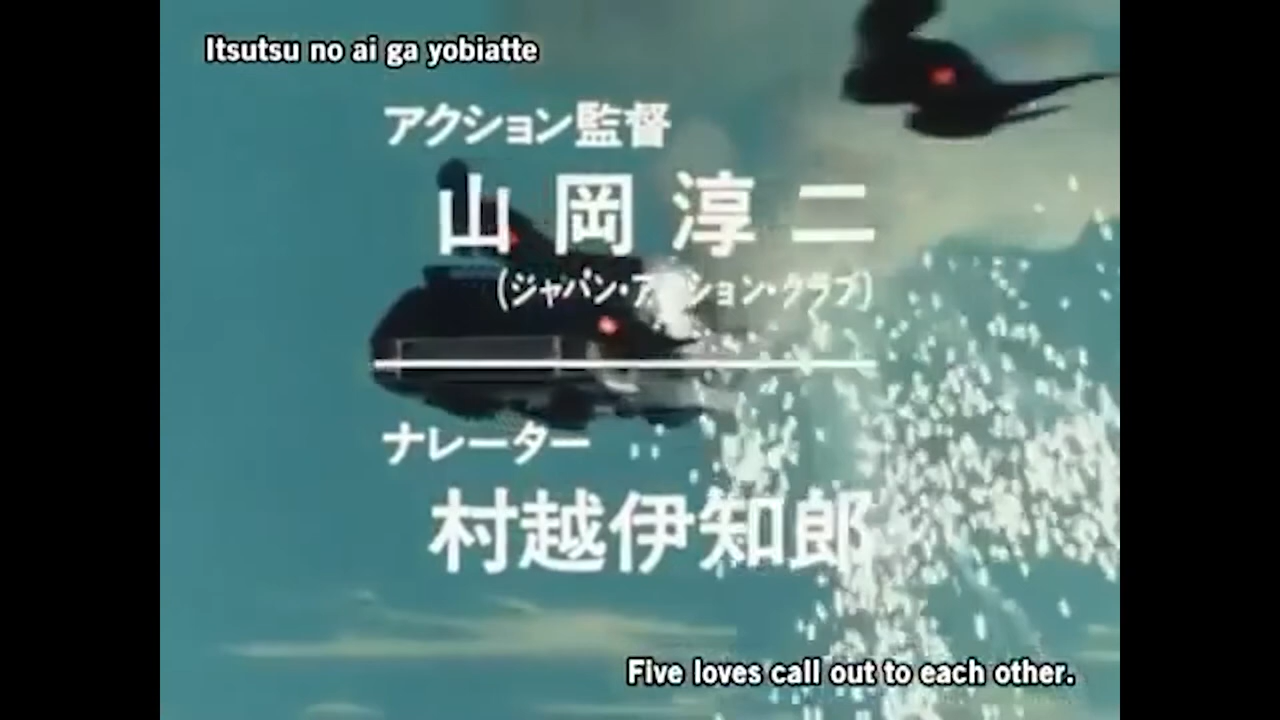 Itsutsu no ai ga yobiatte
アクション監督
山岡淳二
(ジャパン・アクション・クラブ)
ナレーター
村越伊知郎
Five loves call out to each other.